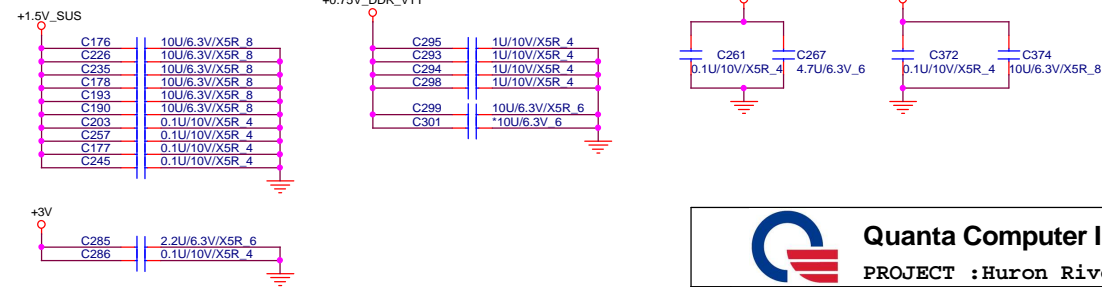 +1.5V_SUS
C176 10U/6.3V/X5R_8
C226 10U/6.3V/X5R_8
C235 10U/6.3V/X5R_8
C178 10U/6.3V/X5R_8
C193 10U/6.3V/X5R_8
C190 10U/6.3V/X5R_8
C203 0.1U/10V/X5R_4
C257 0.1U/10V/X5R_4
C177 0.1U/10V/X5R_4
C245 0.1U/10V/X5R_4
+0.75V_DDR_VTT
C295 1U/10V/X5R_4
C293 1U/10V/X5R_4
C294 1U/10V/X5R_4
C298 1U/10V/X5R_4
C299 10U/6.3V/X5R_6
C301 *10U/6.3V_6
C261
0.1U/10V/X5R_4
C267
4.7U/6.3V_6
C372
0.1U/10V/X5R_4
C374
10U/6.3V/X5R_8
+3V
C285 2.2U/6.3V/X5R_6
C286 0.1U/10V/X5R_4
Quanta Computer I
PROJECT :Huron Riv